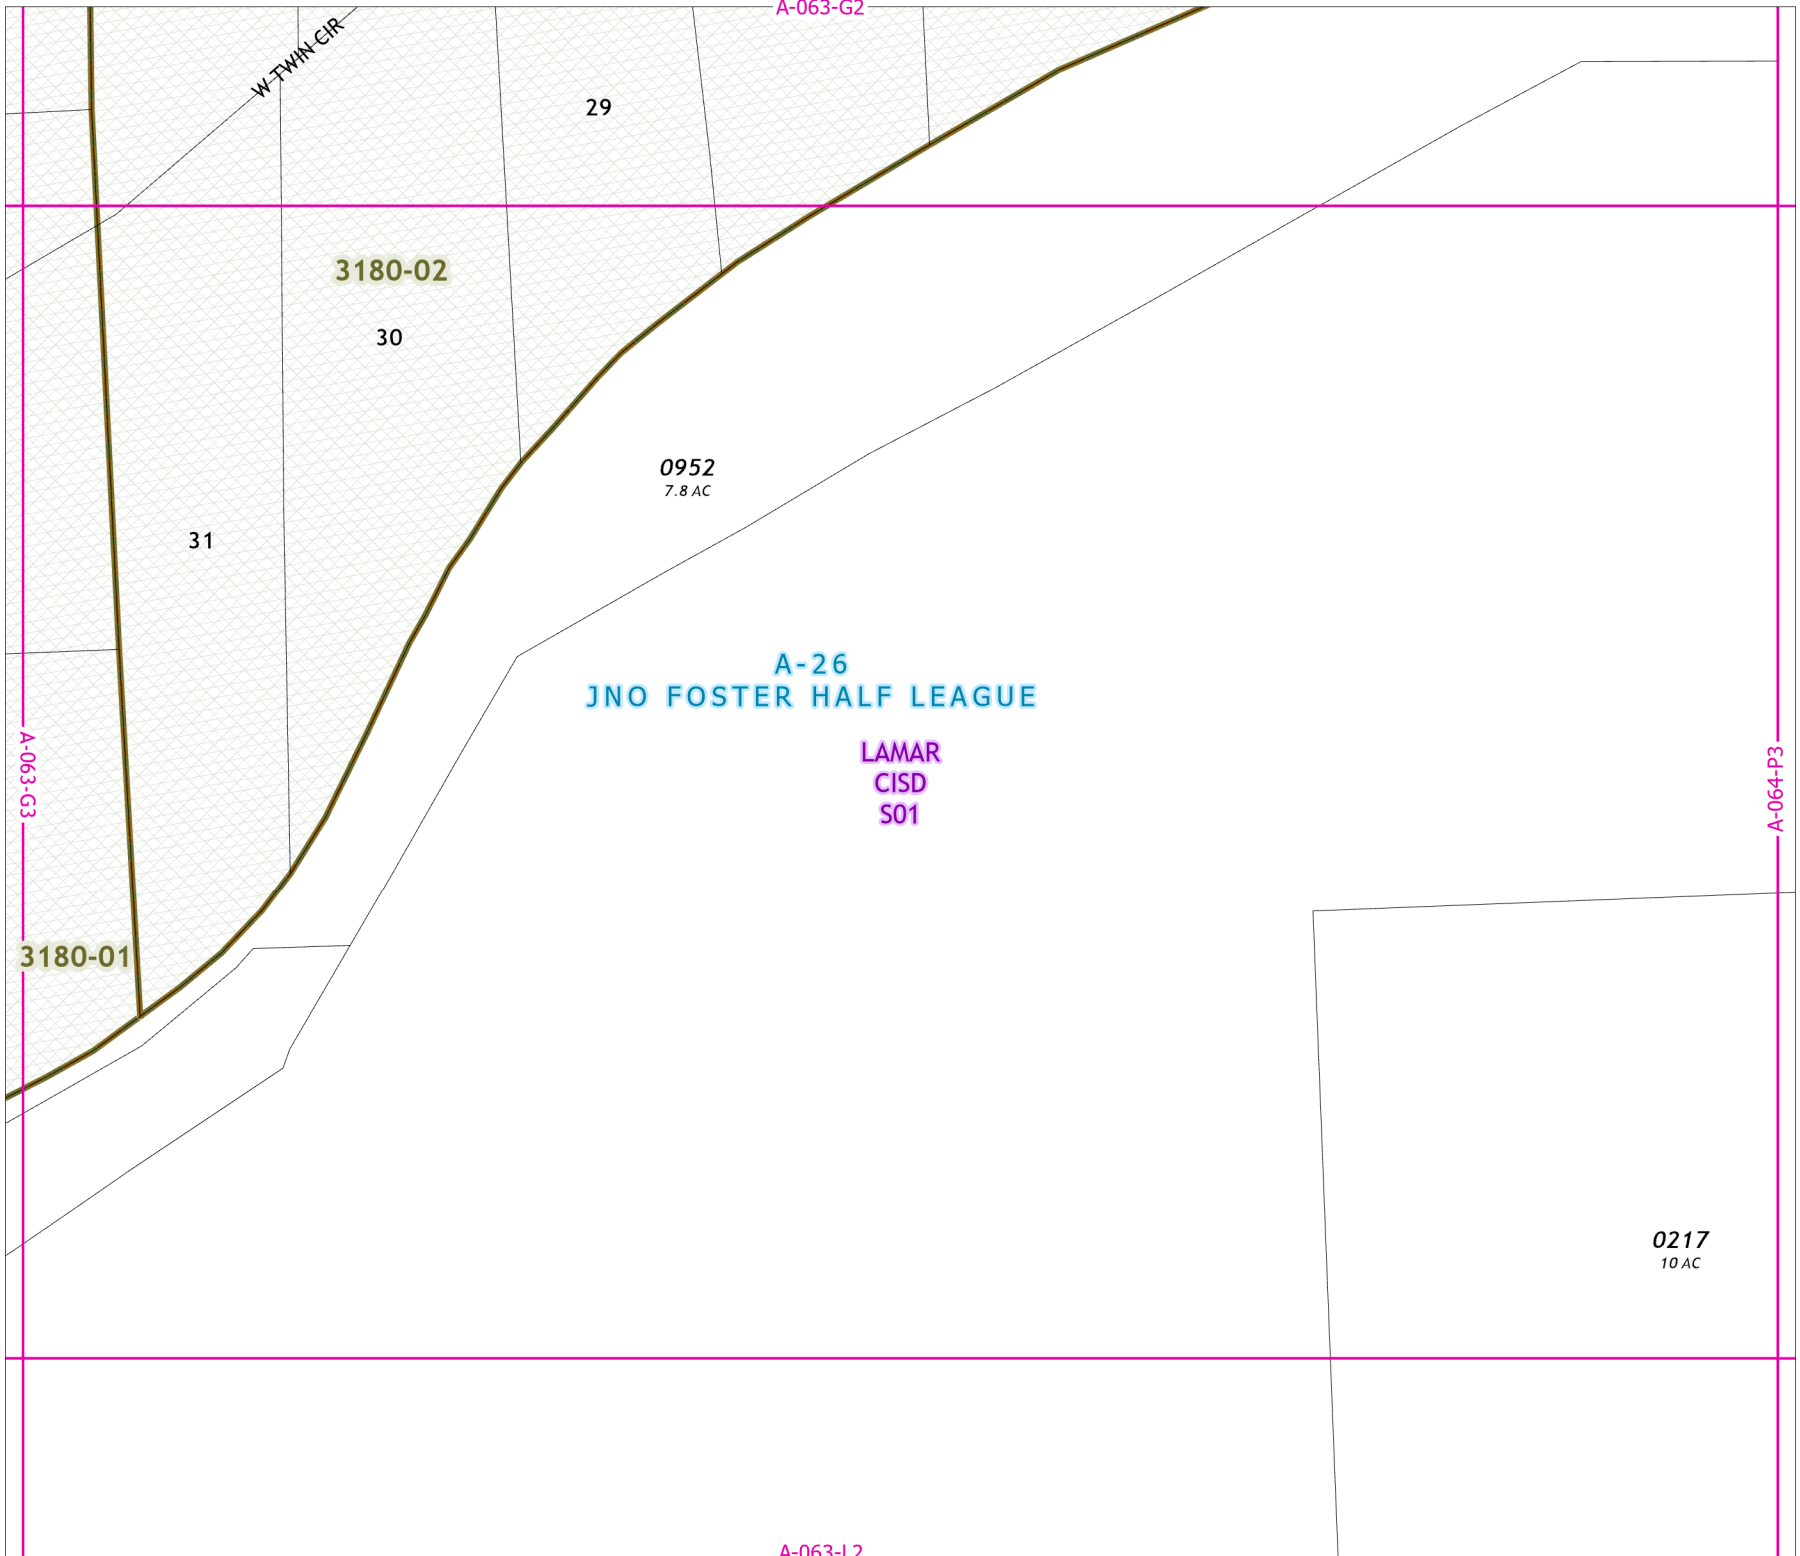 A-063-G2
W TWIN CIR
29
3180-02
30
0952
7.8 AC
31
A-26
JNO FOSTER HALF LEAGUE
LAMAR
CISD
S01
A-063-G3
A-064-P3
3180-01
0217
10 AC
A-063-L2